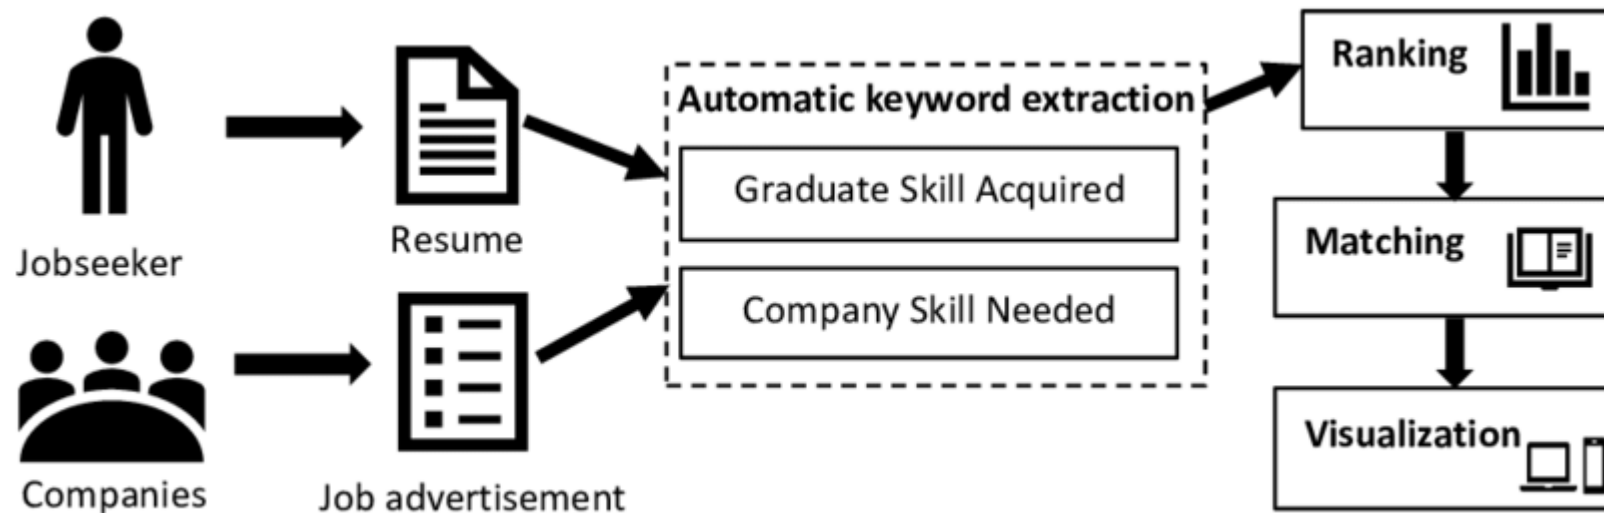 Jobseeker
Resume
Companies
Job advertisement
Automatic keyword extraction
Graduate Skill Acquired
Company Skill Needed
Ranking
Matching
Visualization